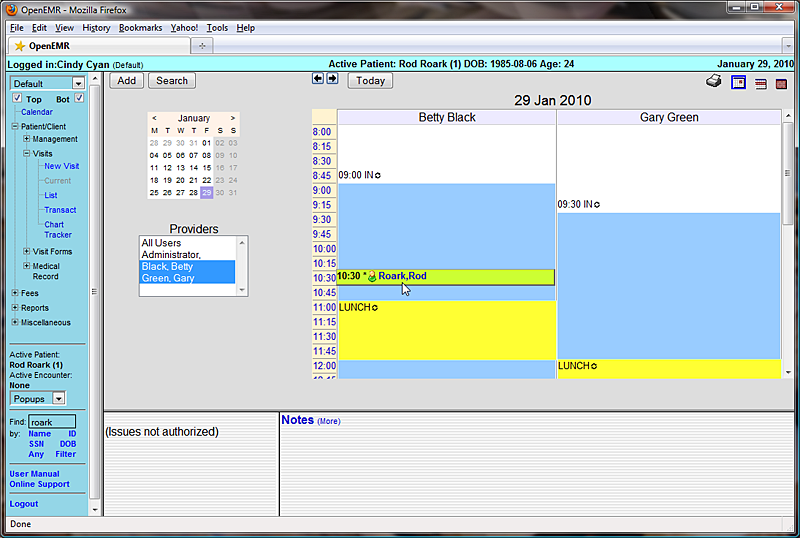 OpenEMR - Mozilla Firefox
File Edit View History Bookmarks Yahoo! Tools Help
OpenEMR
Logged in:Cindy Cyan (Default)
Active Patient: Rod Roark (1) DOB: 1985-08-06 Age: 24
January 29, 2010
Default
Top Bot
Calendar
Patient/Client
Management
Visits
New Visit
Current
List
Transact
Chart
Tracker
Visit Forms
Medical
Record
Fees
Reports
Miscellaneous
Active Patient:
Rod Roark (1)
Active Encounter:
None
Popups
Find: roark
by: Name ID
SSN DOB
Any Filter
User Manual
Online Support
Logout
Add Search
< January >
M T W T F S S
28 29 30 31 01 02 03
04 05 06 07 08 09 10
11 12 13 14 15 16 17
18 19 20 21 22 23 24
25 26 27 28 29 30 31
Providers
All Users
Administrator,
Black, Betty
Green, Gary
Today
29 Jan 2010
Betty Black Gary Green
8:00
8:15
8:30
8:45 09:00 IN
9:00
9:15 09:30 IN
9:30
9:45
10:00
10:15
10:30 10:30 * Roark,Rod
10:45
11:00 LUNCH
11:15
11:30
11:45
12:00 LUNCH
12:15
(Issues not authorized)
Notes (More)
Done